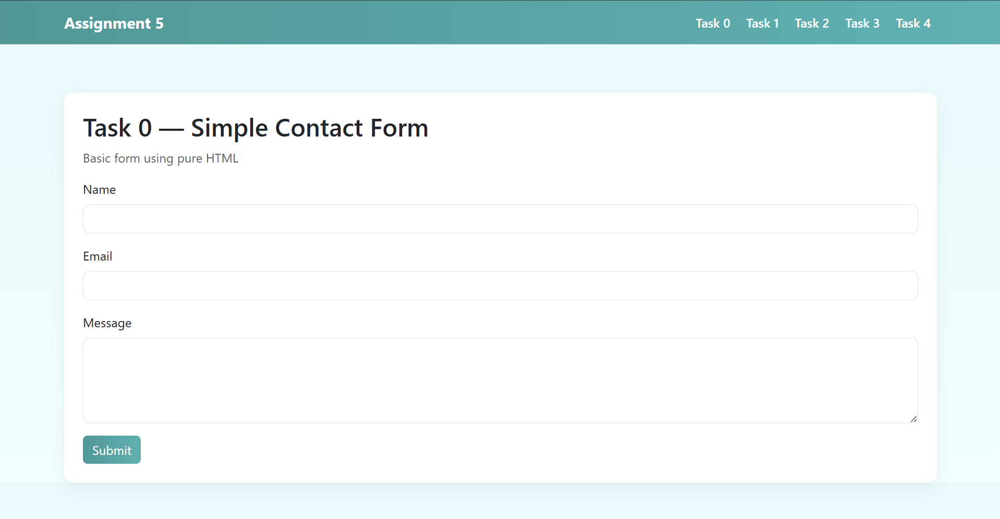 Assignment 5
Task 0 Task 1 Task 2 Task 3 Task 4
Task 0 — Simple Contact Form
Basic form using pure HTML
Name
Email
Message
Submit